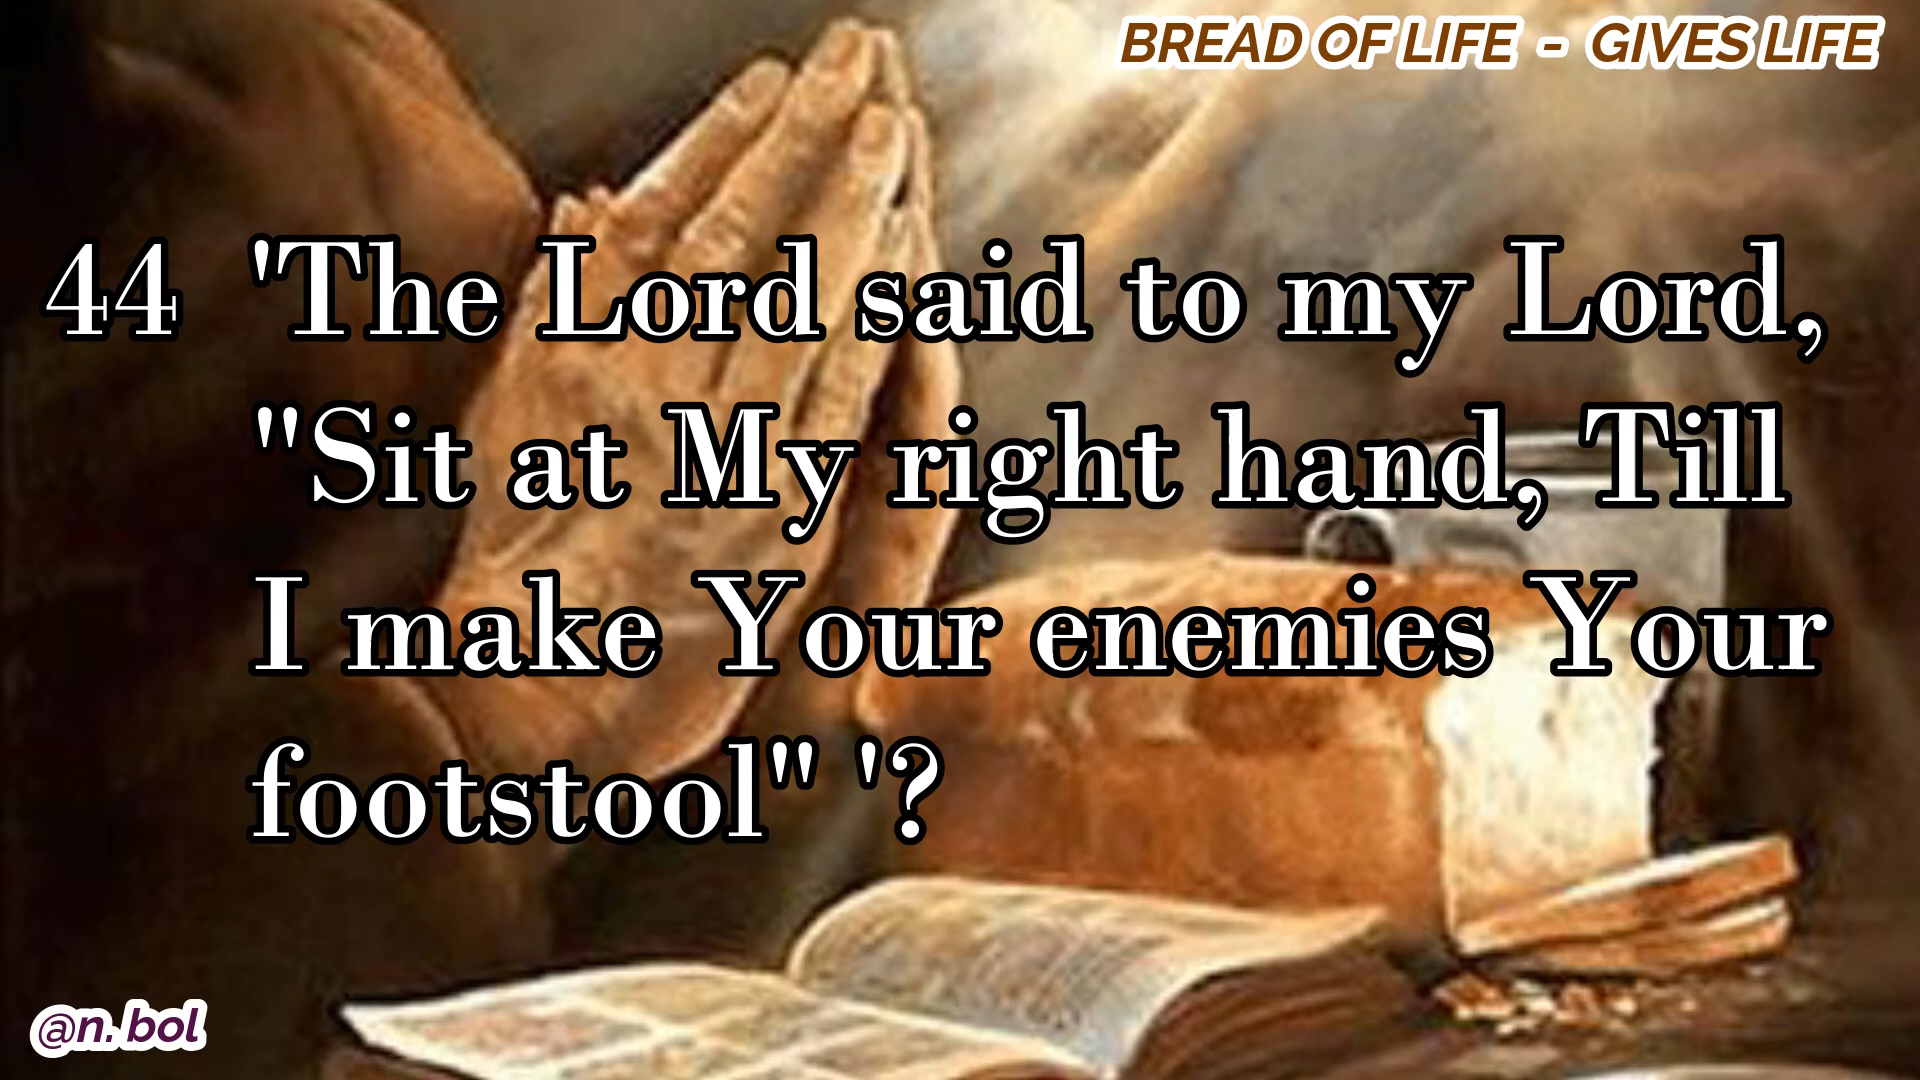 BREAD OF LIFE - GIVES LIFE
44 'The Lord said to my Lord,
"Sit at My right hand, Till
I make Your enemies Your
footstool" '?
@n. bol